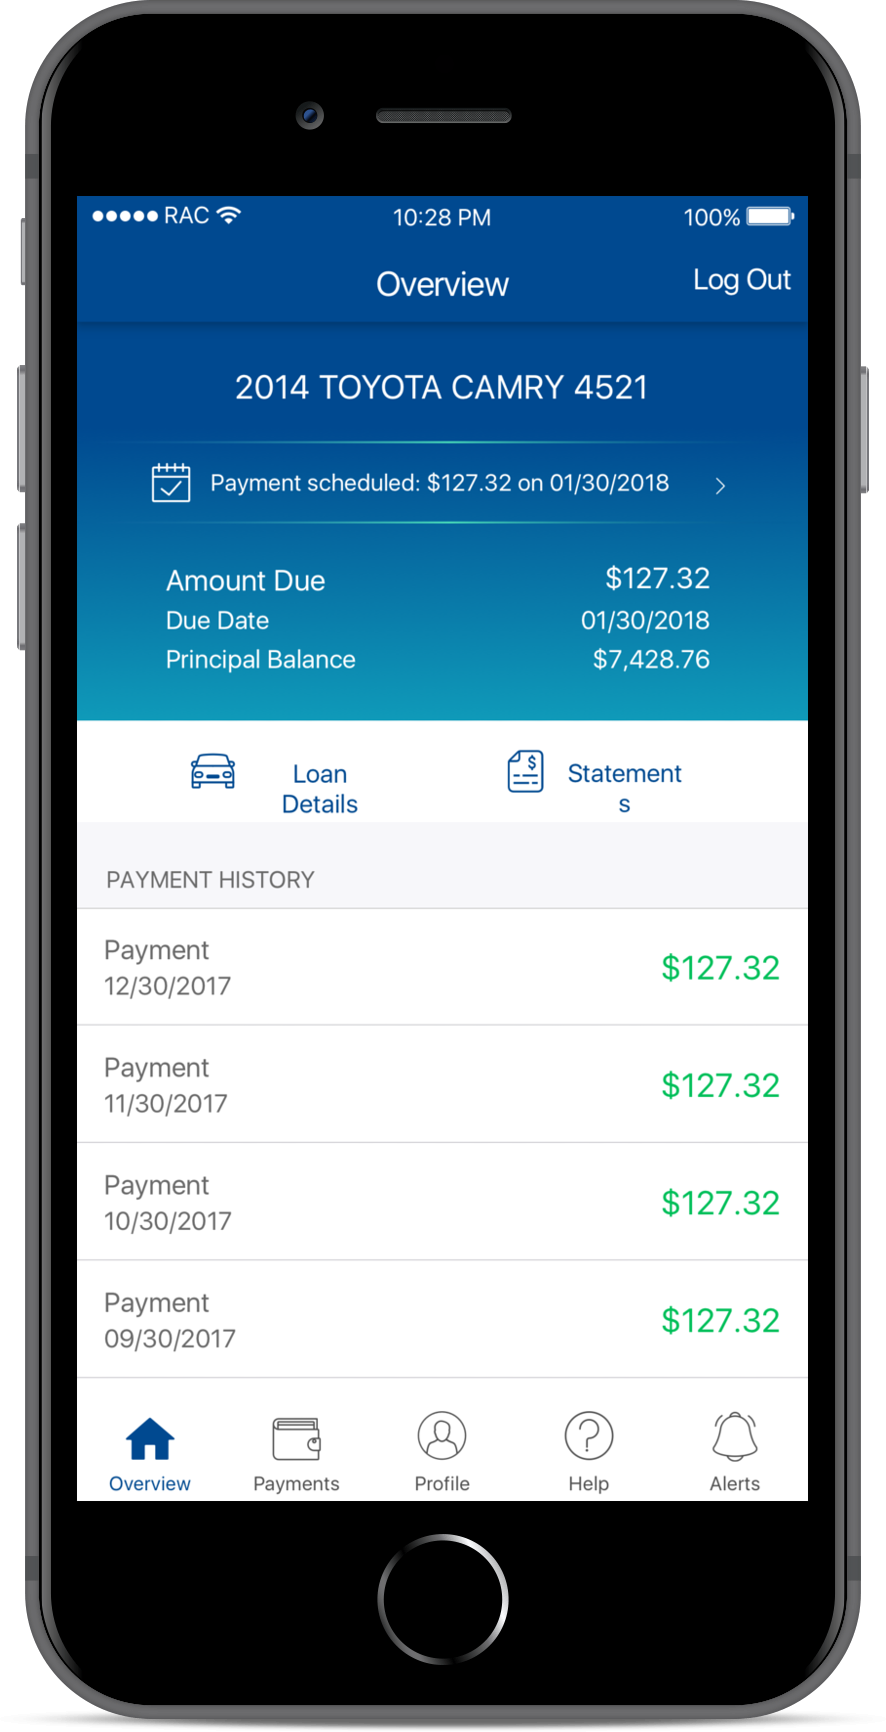 RAC 10:28 PM 100%
Overview Log Out
2014 TOYOTA CAMRY 4521
Payment scheduled: $127.32 on 01/30/2018
Amount Due $127.32
Due Date 01/30/2018
Principal Balance $7,428.76
Loan
Details
Statement
s
PAYMENT HISTORY
Payment
12/30/2017
$127.32
Payment
11/30/2017
$127.32
Payment
10/30/2017
$127.32
Payment
09/30/2017
$127.32
Overview Payments Profile Help Alerts